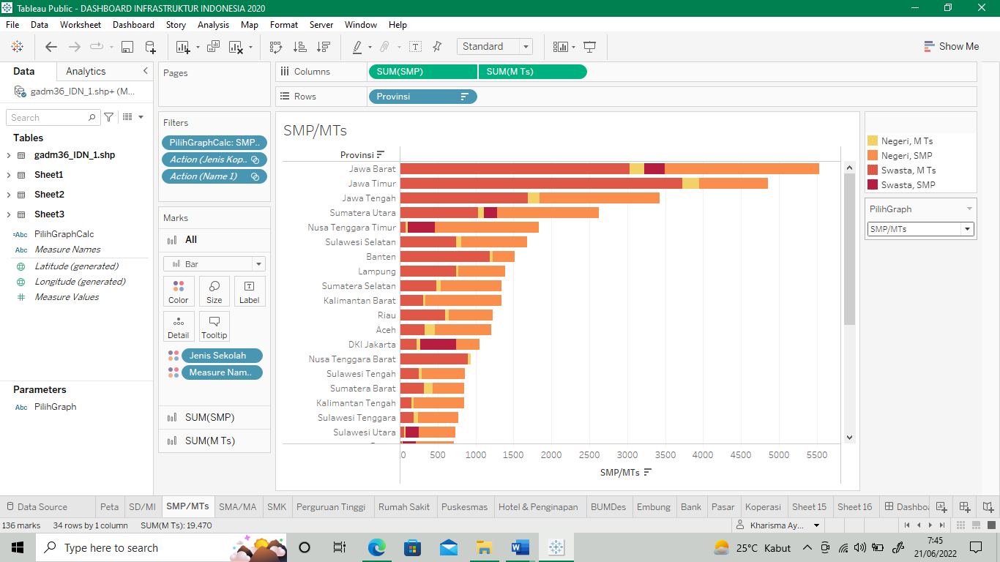 Tableau Public - DASHBOARD INFRASTRUKTUR INDONESIA 2020
File Data Worksheet Dashboard Story Analysis Map Format Server Window Help
Standard
Show Me
Data Analytics
gadm36_IDN_1.shp+ (M...
Search
Tables
gadm36_IDN_1.shp
Sheet1
Sheet2
Sheet3
=Abc PilihGraphCalc
Abc Measure Names
Latitude (generated)
Longitude (generated)
# Measure Values
Parameters
Abc PilihGraph
Pages
Filters
PilihGraphCalc: SMP..
Action (Jenis Kop..
Action (Name 1)
Marks
All
Bar
Color Size Label
Detail Tooltip
Jenis Sekolah
Measure Nam..
SUM(SMP)
SUM(M Ts)
Columns SUM(SMP) SUM(M Ts)
Rows Provinsi
SMP/MTs
Provinsi
Jawa Barat
Jawa Timur
Jawa Tengah
Sumatera Utara
Nusa Tenggara Timur
Sulawesi Selatan
Banten
Lampung
Sumatera Selatan
Kalimantan Barat
Riau
Aceh
DKI Jakarta
Nusa Tenggara Barat
Sulawesi Tengah
Sumatera Barat
Kalimantan Tengah
Sulawesi Tenggara
Sulawesi Utara
0 500 1000 1500 2000 2500 3000 3500 4000 4500 5000 5500
SMP/MTs
Negeri, M Ts
Negeri, SMP
Swasta, M Ts
Swasta, SMP
PilihGraph
SMP/MTs
Data Source Peta SD/MI SMP/MTs SMA/MA SMK Perguruan Tinggi Rumah Sakit Puskesmas Hotel & Penginapan BUMDes Embung Bank Pasar Koperasi Sheet 15 Sheet 16 Dashboa
136 marks 34 rows by 1 column SUM(M Ts): 19,470
Kharisma Ay...
Type here to search
25°C Kabut
7:45
21/06/2022